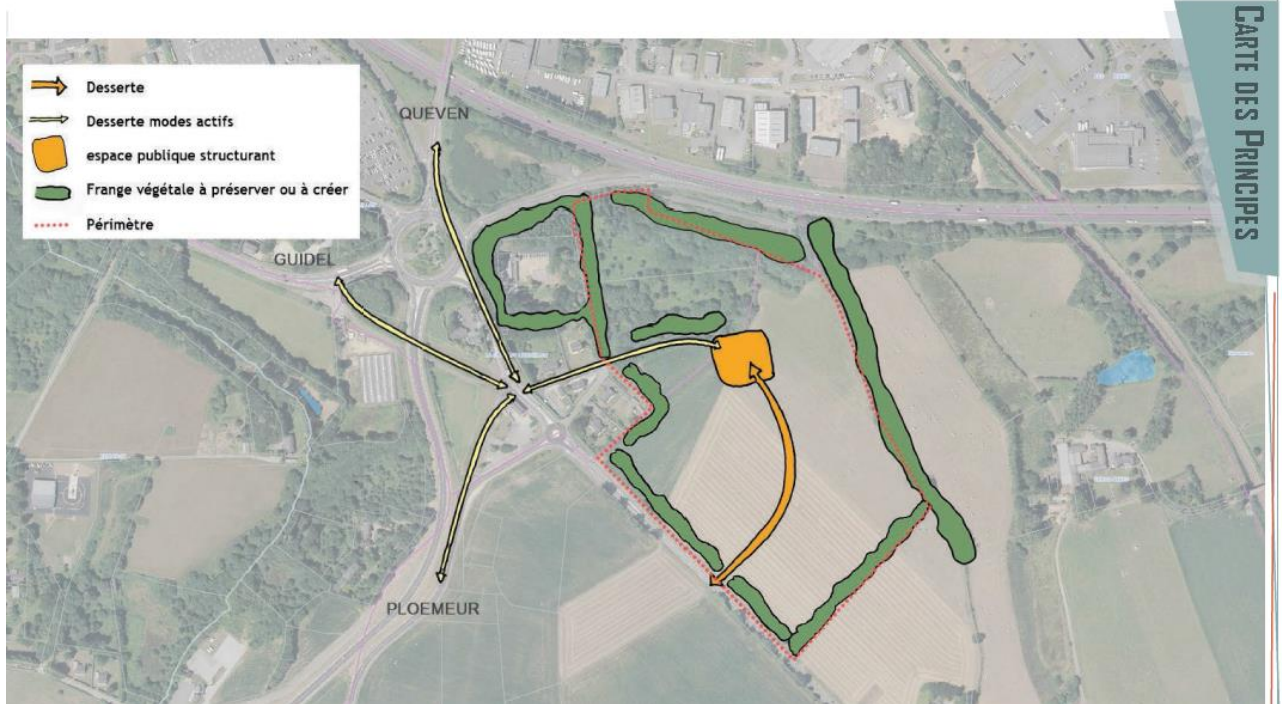 CARTE DES PRINCIPES
Desserte
Desserte modes actifs
espace publique structurant
Frange végétale à préserver ou à créer
Périmètre
QUEVEN
GUIDEL
PLOEMEUR